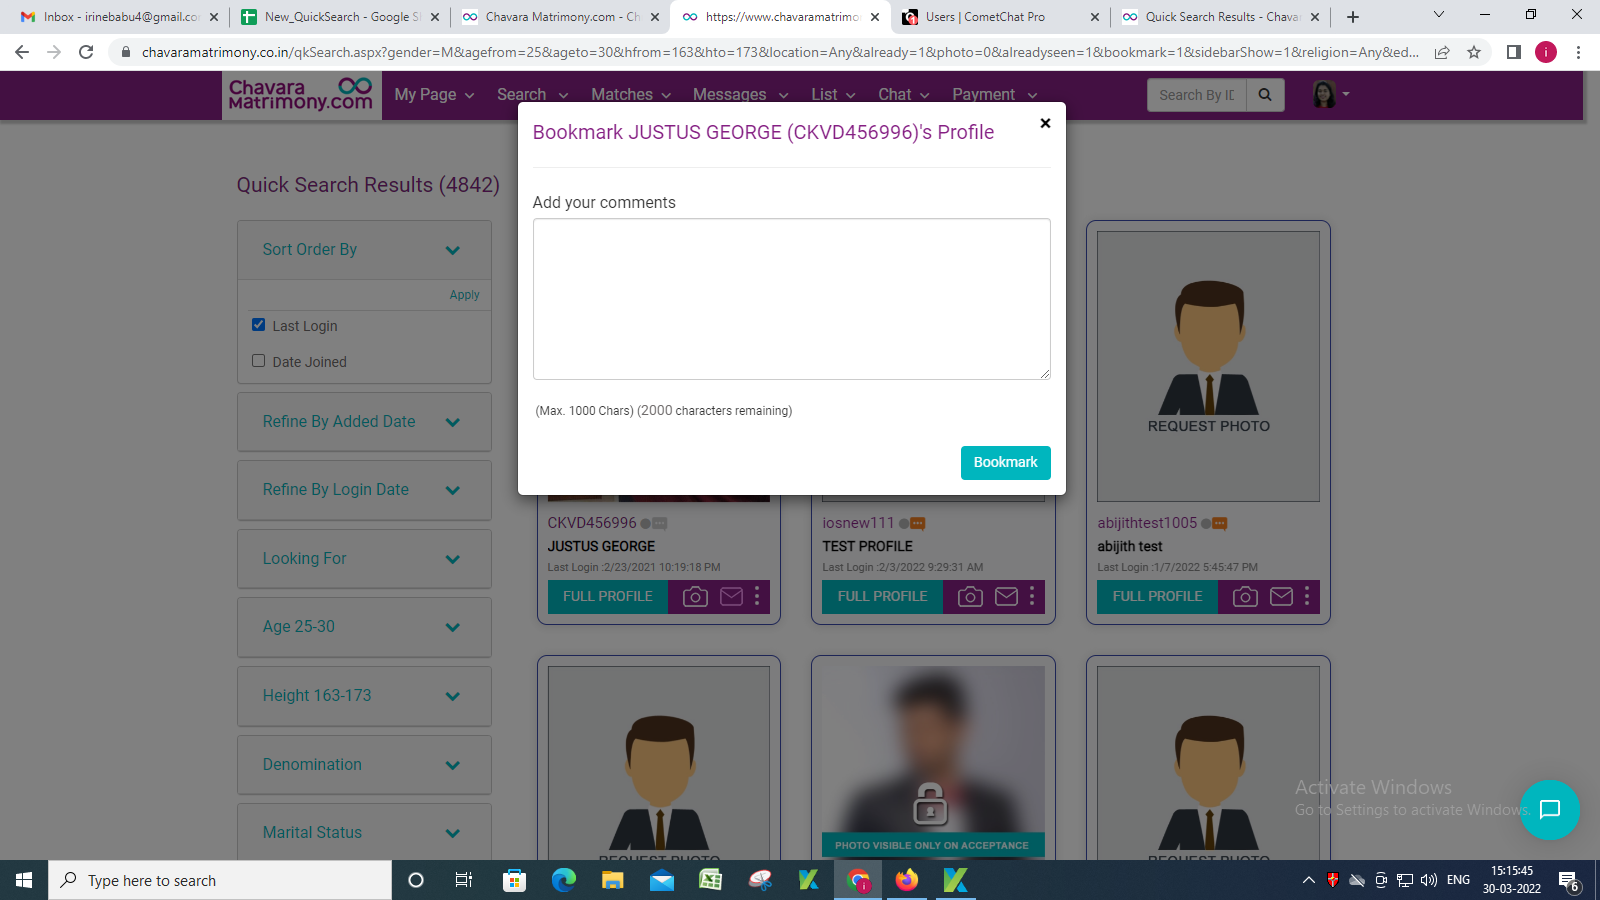 Inbox - irinebabu4@gmail.co
New_QuickSearch - Google S
Chavara Matrimony.com - Ch
https://www.chavaramatrimo
Users | CometChat Pro
Quick Search Results - Chava
chavaramatrimony.co.in/qkSearch.aspx?gender=M&agefrom=25&ageto=30&hfrom=163&hto=173&location=Any&already=1&photo=0&alreadyseen=1&bookmark=1&sidebarShow=1&religion=Any&ed...
i
Chavara
Matrimony.com
My Page
Search
Matches
Messages
List
Chat
Payment
Search By ID
Bookmark JUSTUS GEORGE (CKVD456996)'s Profile
×
Add your comments
(Max. 1000 Chars) (2000 characters remaining)
Bookmark
Quick Search Results (4842)
Sort Order By
Apply
Last Login
Date Joined
Refine By Added Date
Refine By Login Date
Looking For
Age 25-30
Height 163-173
Denomination
Marital Status
REQUEST PHOTO
CKVD456996
JUSTUS GEORGE
Last Login :2/23/2021 10:19:18 PM
FULL PROFILE
iosnew111
TEST PROFILE
Last Login :2/3/2022 9:29:31 AM
FULL PROFILE
abijithtest1005
abijith test
Last Login :1/7/2022 5:45:47 PM
FULL PROFILE
REQUEST PHOTO
PHOTO VISIBLE ONLY ON ACCEPTANCE
REQUEST PHOTO
Activate Windows
Go to Settings to activate Windows.
Type here to search
ENG
15:15:45
30-03-2022
6